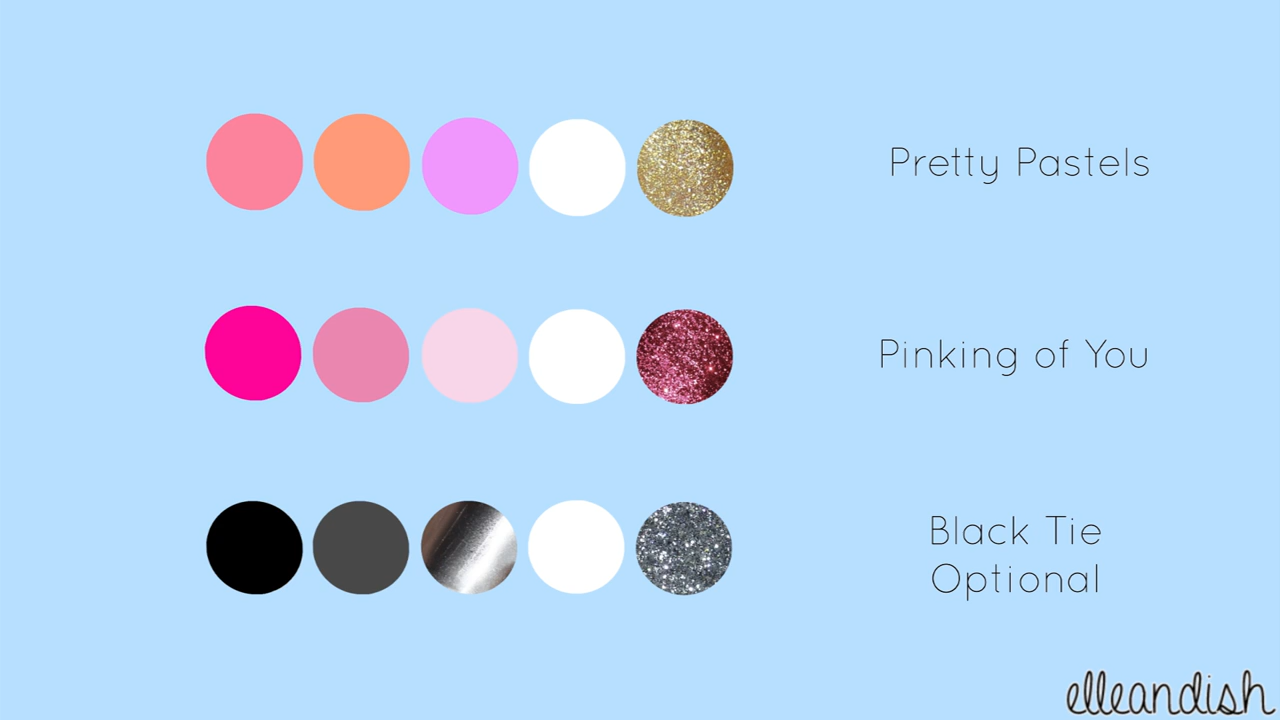 Pretty Pastels
Pinking of You
Black Tie
Optional
elleandish